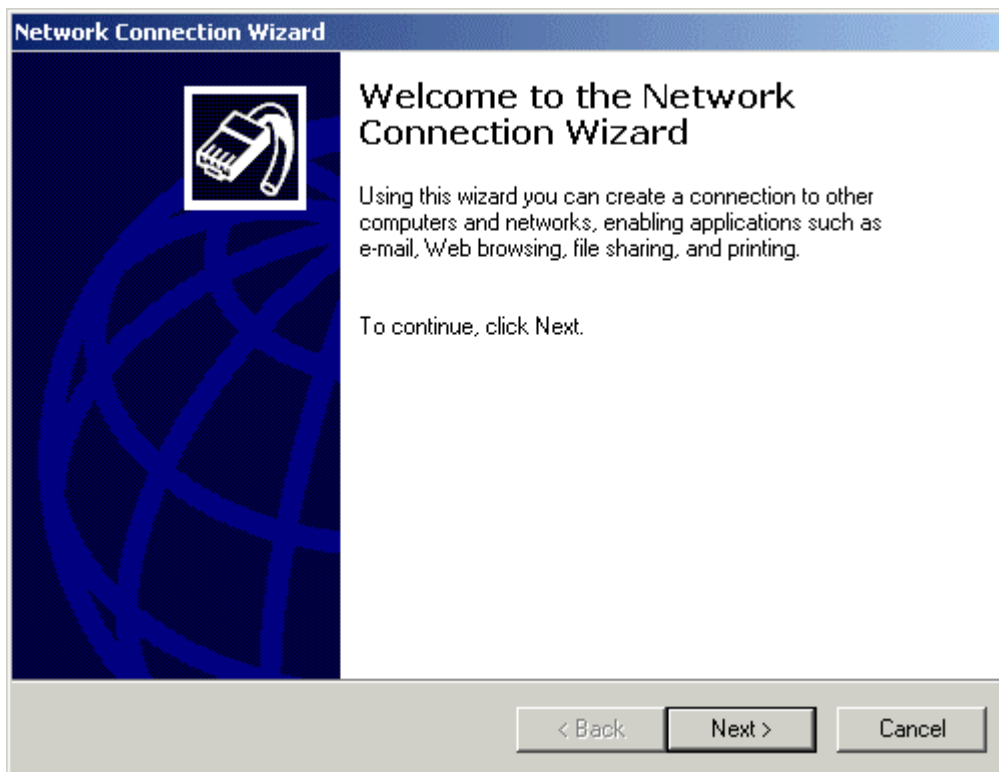 Network Connection Wizard
Welcome to the Network
Connection Wizard
Using this wizard you can create a connection to other
computers and networks, enabling applications such as
e-mail, Web browsing, file sharing, and printing.
To continue, click Next.
< Back
Next >
Cancel